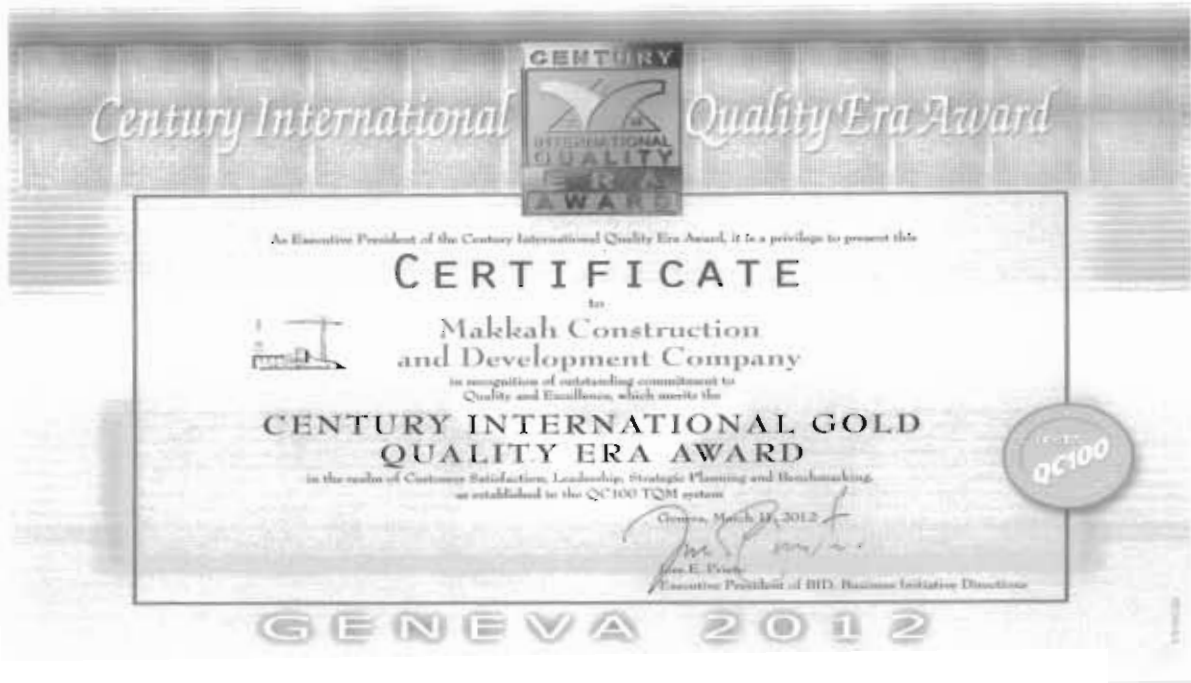 Century International Quality Era Award
CENTURY
INTERNATIONAL
QUALITY
ERA
AWARD
As Executive President of the Century International Quality Era Award, it is a privilege to present this
CERTIFICATE
to
Makkah Construction
and Development Company
in recognition of outstanding commitment to
Quality and Excellence, which merits the
CENTURY INTERNATIONAL GOLD
QUALITY ERA AWARD
in the realm of Customer Satisfaction, Leadership, Strategic Planning and Benchmarking,
as established in the QC100 TQM system
QC100
Geneva, March 2012
Jose E. Prieto
Executive President of BID. Business Initiative Directions
GENEVA 2012